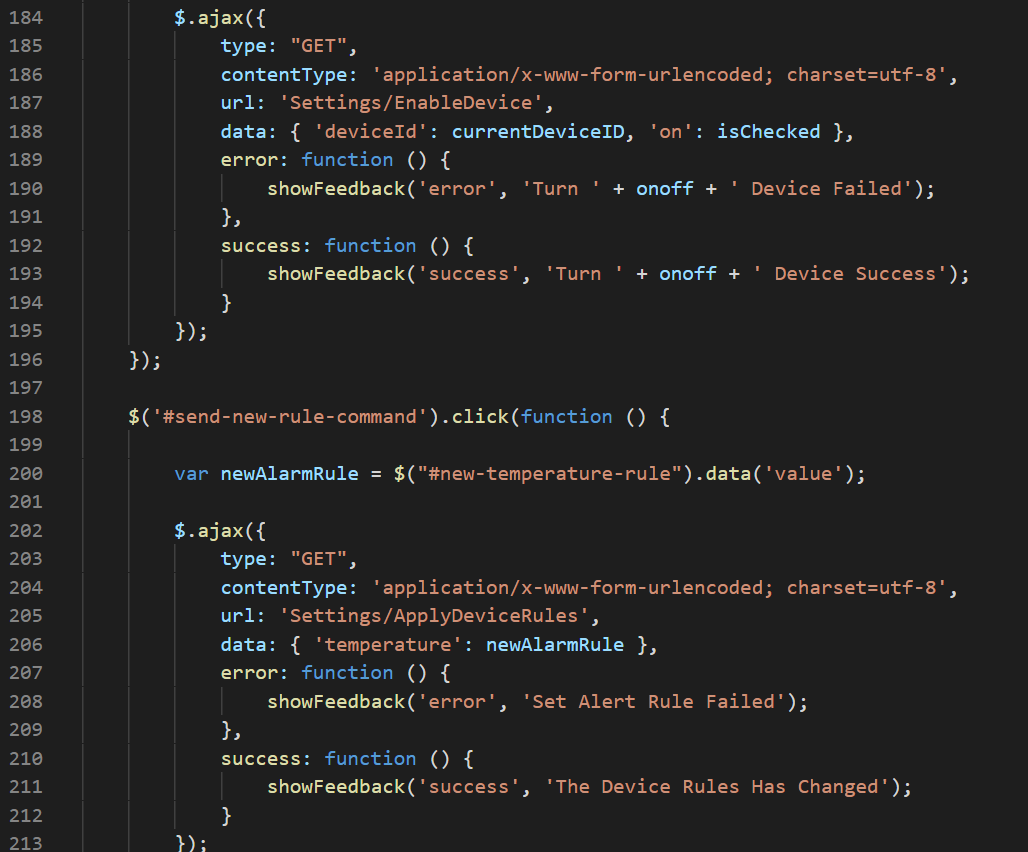 184 $.ajax({
185 type: "GET",
186 contentType: 'application/x-www-form-urlencoded; charset=utf-8',
187 url: 'Settings/EnableDevice',
188 data: { 'deviceId': currentDeviceID, 'on': isChecked },
189 error: function () {
190 showFeedback('error', 'Turn ' + onoff + ' Device Failed');
191 },
192 success: function () {
193 showFeedback('success', 'Turn ' + onoff + ' Device Success');
194 }
195 });
196 });
197
198 $('#send-new-rule-command').click(function () {
199
200 var newAlarmRule = $("#new-temperature-rule").data('value');
201
202 $.ajax({
203 type: "GET",
204 contentType: 'application/x-www-form-urlencoded; charset=utf-8',
205 url: 'Settings/ApplyDeviceRules',
206 data: { 'temperature': newAlarmRule },
207 error: function () {
208 showFeedback('error', 'Set Alert Rule Failed');
209 },
210 success: function () {
211 showFeedback('success', 'The Device Rules Has Changed');
212 }
213 });